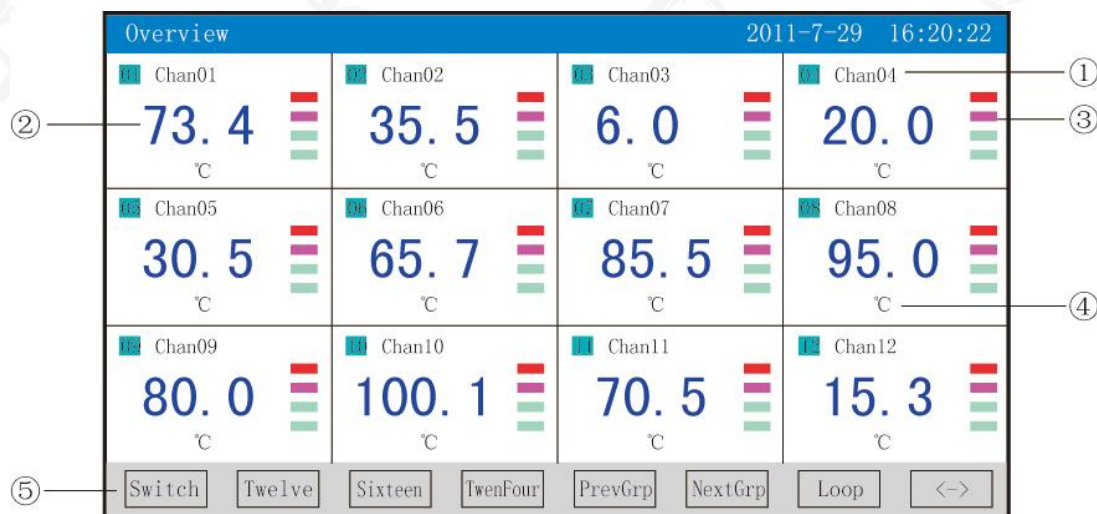 Overview 2011-7-29 16:20:22
01 Chan01 02 Chan02 03 Chan03 04 Chan04 ①
② 73.4 35.5 6.0 20.0 ③
℃ ℃ ℃ ℃
05 Chan05 06 Chan06 07 Chan07 08 Chan08
30.5 65.7 85.5 95.0
℃ ℃ ℃ ℃ ④
09 Chan09 10 Chan10 11 Chan11 12 Chan12
80.0 100.1 70.5 15.3
℃ ℃ ℃ ℃
⑤ Switch Twelve Sixteen TwenFour PrevGrp NextGrp Loop <->